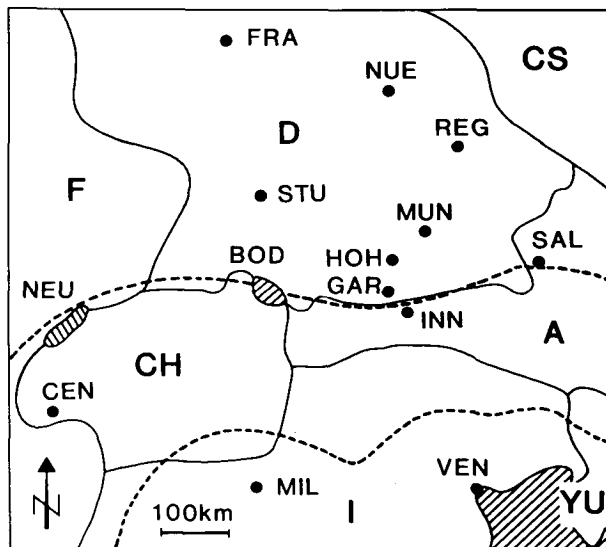 FRA
CS
NUE
D
REG
F
STU
MUN
BOD
HOH
SAL
NEU
GAR
INN
A
CH
CEN
N
VEN
MIL
I
YU
100km